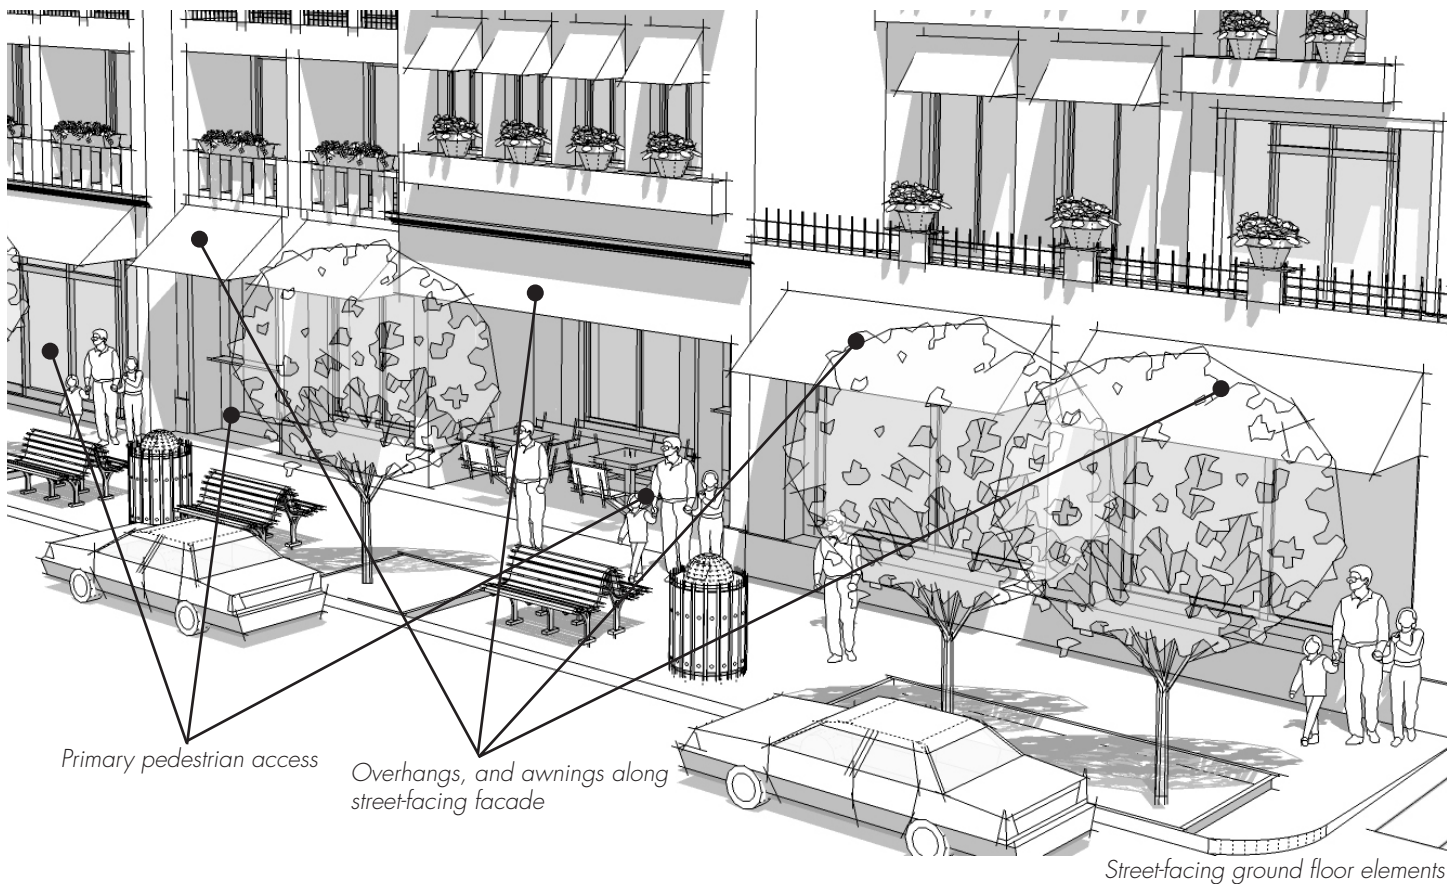 Primary pedestrian access
Overhangs, and awnings along
street-facing facade
Street-facing ground floor elements